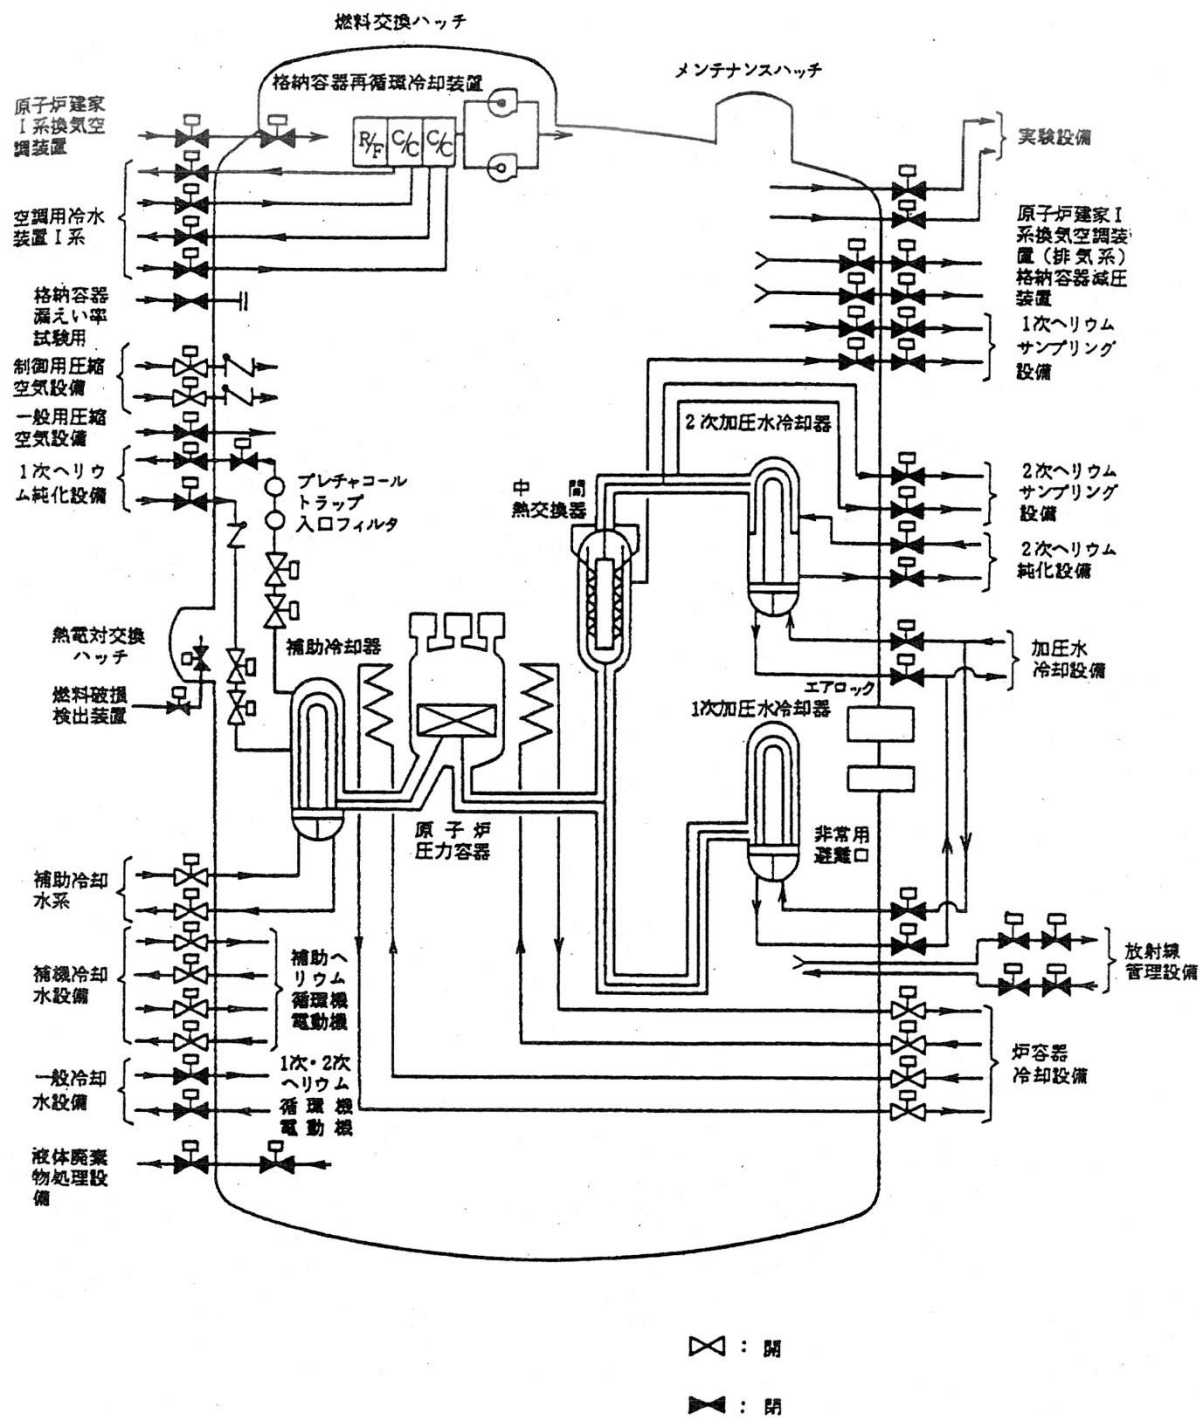 燃料交換ハッチ
メンテナンスハッチ
格納容器再循環冷却装置
原子炉建家
I系換気空
調装置
R/F
C/C
C/C
実験設備
空調用冷水
装置I系
原子炉建家I
系換気空調装
置(排気系)
格納容器減圧
装置
格納容器
漏えい率
試験用
1次ヘリウム
サンプリング
設備
制御用圧縮
空気設備
一般用圧縮
空気設備
2次加圧水冷却器
1次ヘリウ
ム純化設備
プレチャコール
トラップ
入口フィルタ
中間
熱交換器
2次ヘリウム
サンプリング
設備
2次ヘリウム
純化設備
熱電対交換
ハッチ
補助冷却器
加圧水
冷却設備
燃料破損
検出装置
エアロック
1次加圧水冷却器
原子炉
圧力容器
非常用
避難口
補助冷却
水系
補機冷却
水設備
補助ヘ
リウム
循環機
電動機
放射線
管理設備
一般冷却
水設備
1次・2次
ヘリウム
循環機
電動機
炉容器
冷却設備
液体廃棄
物処理設
備
:開
:閉